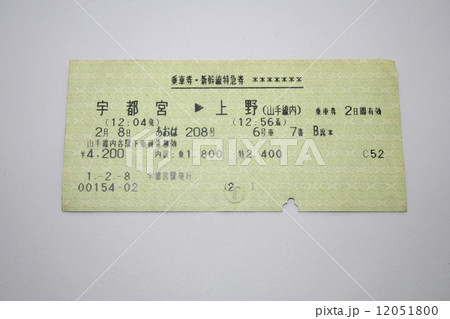 乗車券・新幹線特急券 *******
宇都宮 ▶ 上野 (山手線内) 乗車券 2日間有効
(12:04発) (12:56着)
2月 8日 あおば 208号 6号車 7番 B席
山手線内各駅下車前途無効
¥4,200 内訳:乗1,800 特2,400 C52
1.-2.-8 宇都宮駅発行
00154-02 (2- )
pixta.jp - 12051800